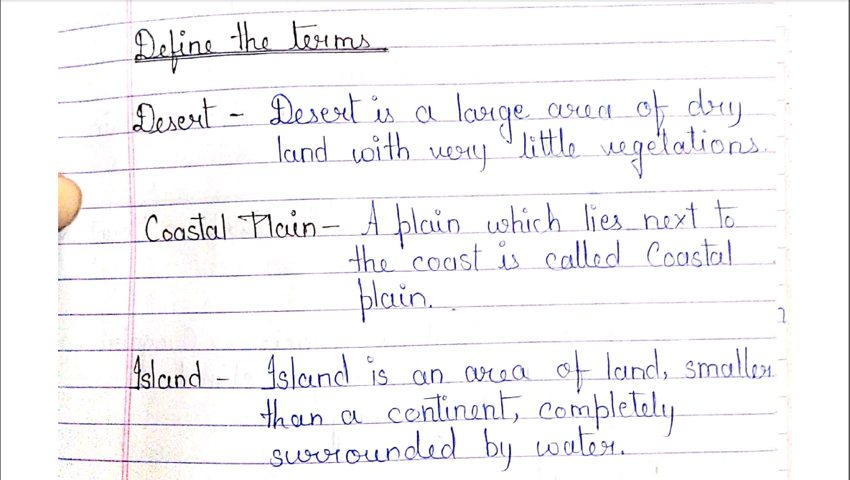 Define the terms
Desert - Desert is a large area of dry
land with very little vegetations.
Coastal Plain - A plain which lies next to
the coast is called Coastal
plain.
Island - Island is an area of land, smaller
than a continent, completely
surrounded by water.